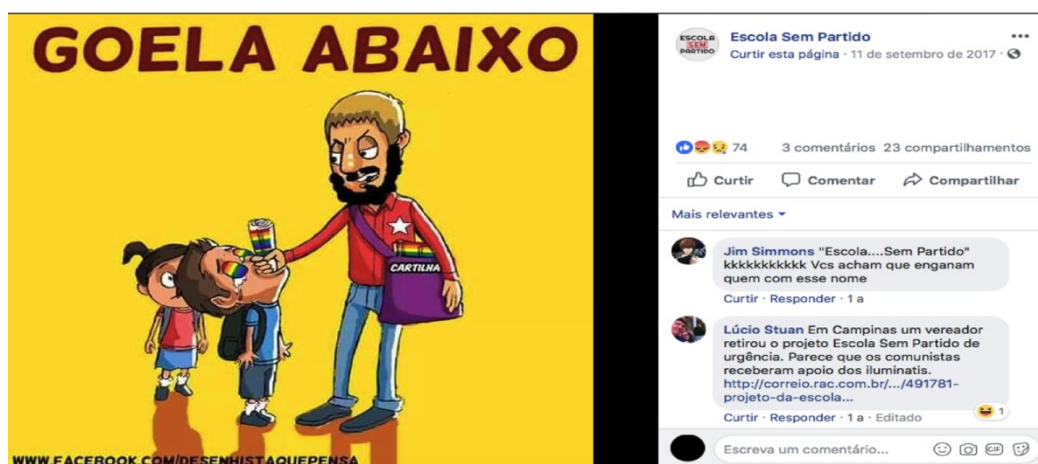 GOELA ABAIXO
CARTILHA
WWW.FACEBOOK.COM/DESENHISTAQUEPENSA
ESCOLA
SEM
PARTIDO
Escola Sem Partido
Curtir esta página · 11 de setembro de 2017 ·
74
3 comentários 23 compartilhamentos
Curtir
Comentar
Compartilhar
Mais relevantes
Jim Simmons "Escola....Sem Partido"
kkkkkkkkkkk Vcs acham que enganam
quem com esse nome
Curtir · Responder · 1 a
Lúcio Stuan Em Campinas um vereador
retirou o projeto Escola Sem Partido de
urgência. Parece que os comunistas
receberam apoio dos iluminatis.
http://correio.rac.com.br/.../491781-
projeto-da-escola...
1
Curtir · Responder · 1 a · Editado
Escreva um comentário...
GIF